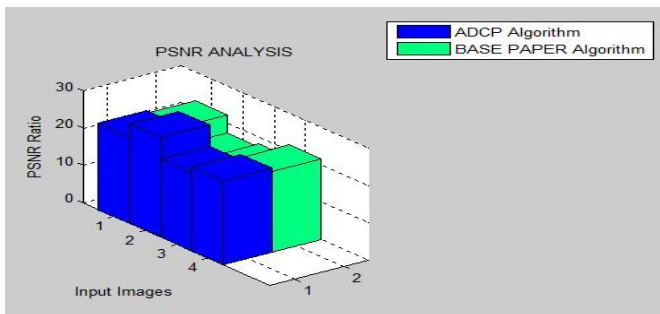 ADCP Algorithm
BASE PAPER Algorithm
PSNR ANALYSIS
30
20
10
0
PSNR Ratio
1
2
3
4
Input Images
1
2